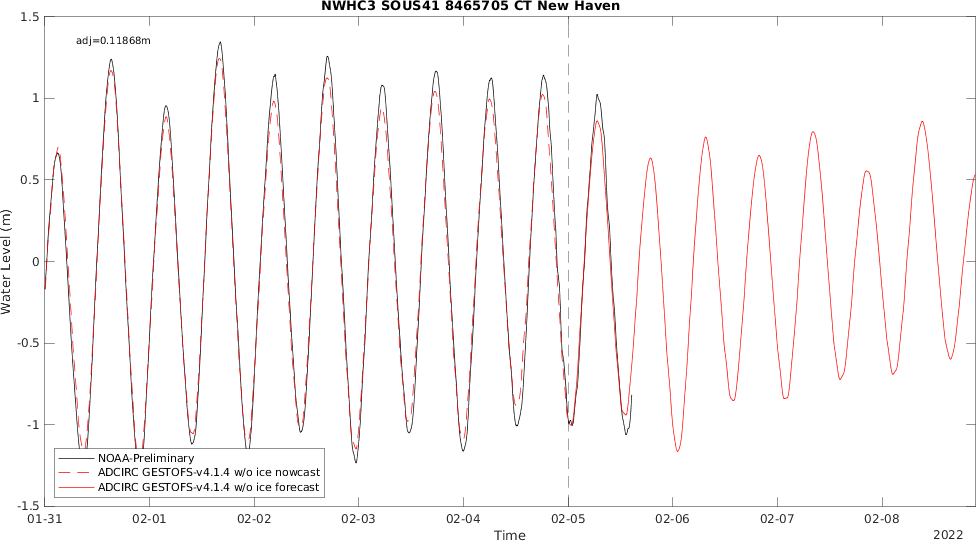 NWHC3 SOUS41 8465705 CT New Haven
adj=0.11868m
1.5
1
0.5
0
-0.5
-1
-1.5
Water Level (m)
NOAA-Preliminary
ADCIRC GESTOFS-v4.1.4 w/o ice nowcast
ADCIRC GESTOFS-v4.1.4 w/o ice forecast
01-31 02-01 02-02 02-03 02-04 02-05 02-06 02-07 02-08
Time
2022